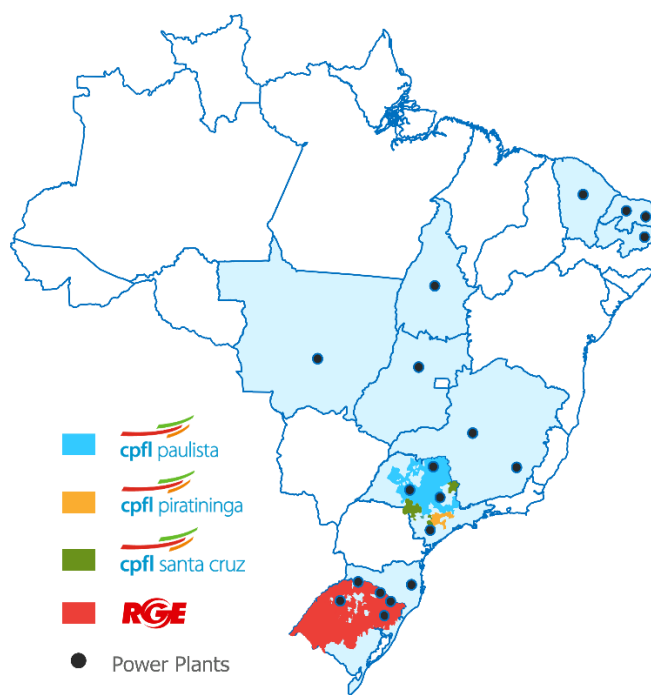 cpfl paulista
cpfl piratininga
cpfl santa cruz
RGE
Power Plants